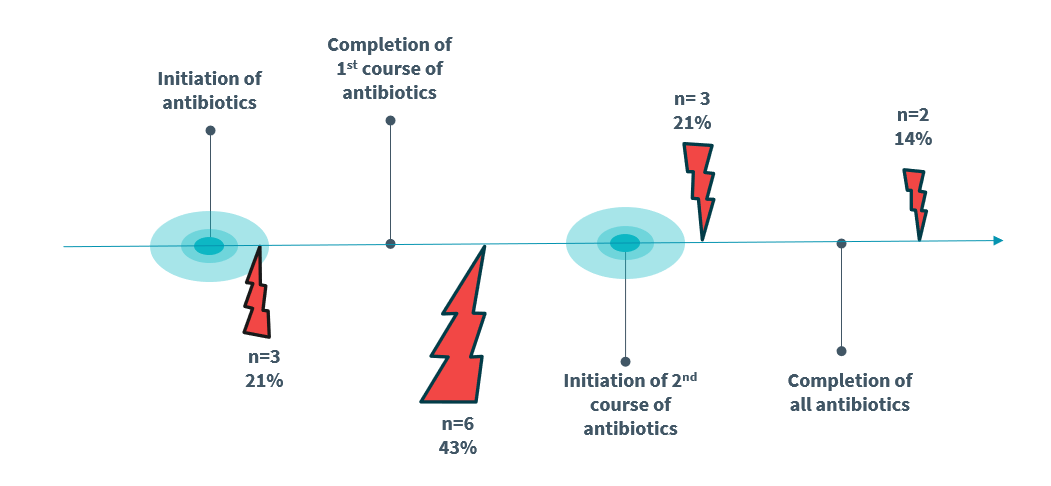 Initiation of
antibiotics
Completion of
1st course of
antibiotics
n= 3
21%
n=2
14%
n=3
21%
n=6
43%
Initiation of 2nd
course of
antibiotics
Completion of
all antibiotics